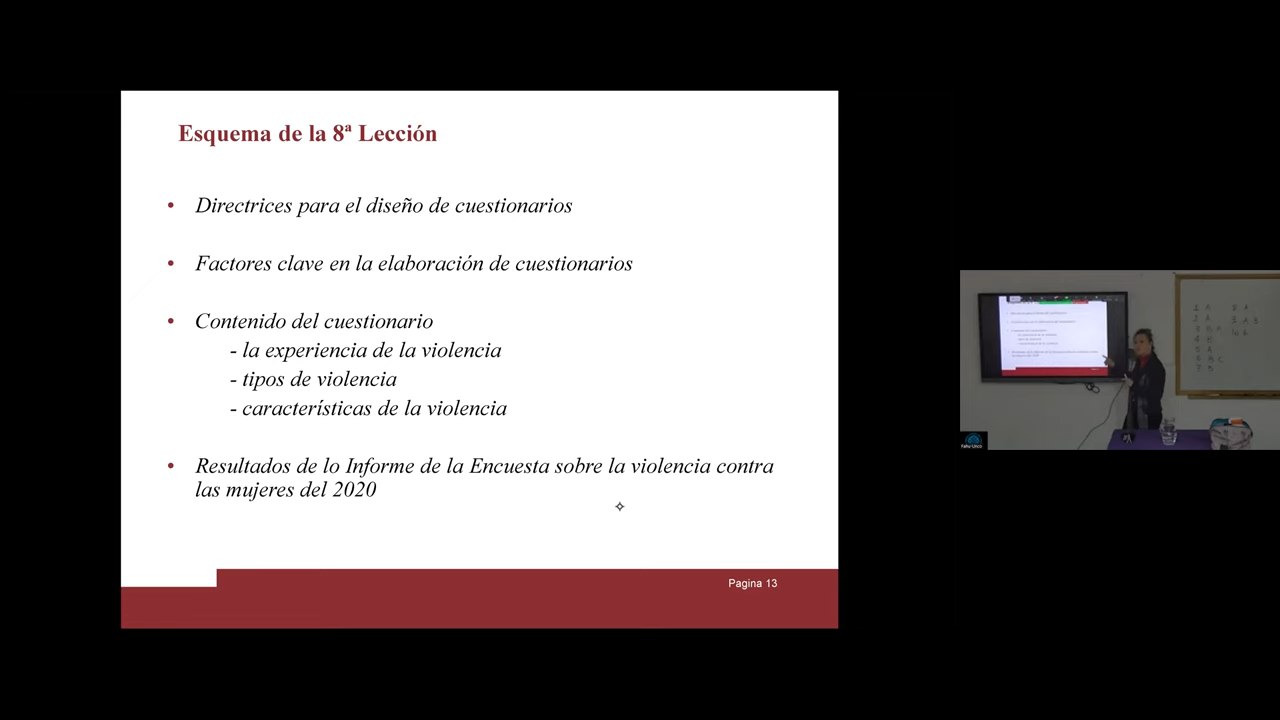 Esquema de la 8ª Lección
• Directrices para el diseño de cuestionarios
• Factores clave en la elaboración de cuestionarios
• Contenido del cuestionario
- la experiencia de la violencia
- tipos de violencia
- características de la violencia
• Resultados de lo Informe de la Encuesta sobre la violencia contra
las mujeres del 2020
Pagina 13